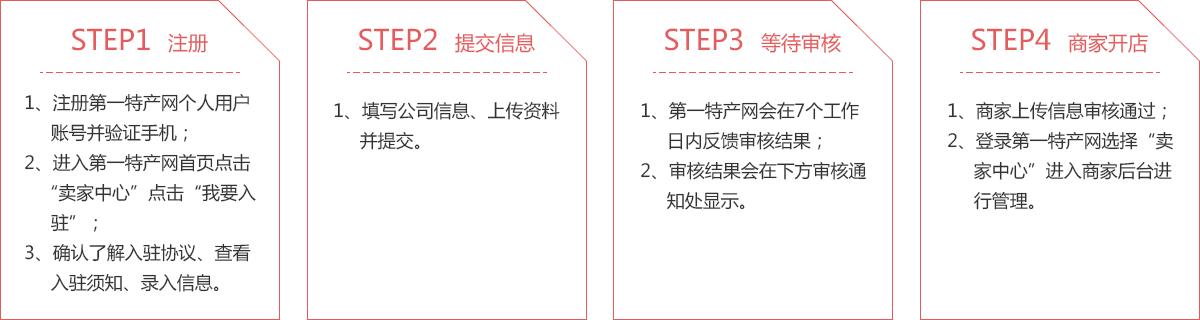 STEP1 注册
1、注册第一特产网个人用户
账号并验证手机；
2、进入第一特产网首页点击
“卖家中心”点击“我要入
驻”；
3、确认了解入驻协议、查看
入驻须知、录入信息。
STEP2 提交信息
1、填写公司信息、上传资料
并提交。
STEP3 等待审核
1、第一特产网会在7个工作
日内反馈审核结果；
2、审核结果会在下方审核通
知处显示。
STEP4 商家开店
1、商家上传信息审核通过；
2、登录第一特产网选择“卖
家中心”进入商家后台进
行管理。